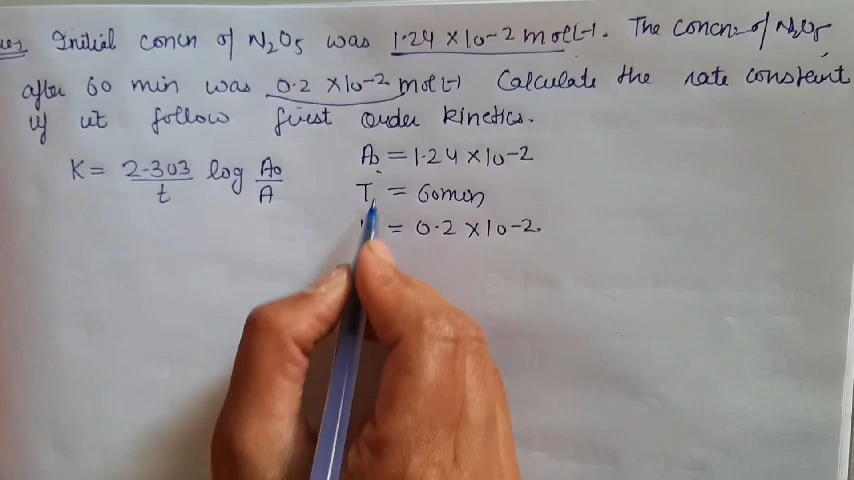 Initial concn of N2O5 was 1.24 x 10-2 mol L-1. The concn. of N2O5
after 60 min was 0.2 x 10-2 mol L-1 Calculate the rate constant
if it follow first order kinetics.
K = 2.303/t log A0/A
A0 = 1.24 x 10-2
T = 60 min
= 0.2 x 10-2.